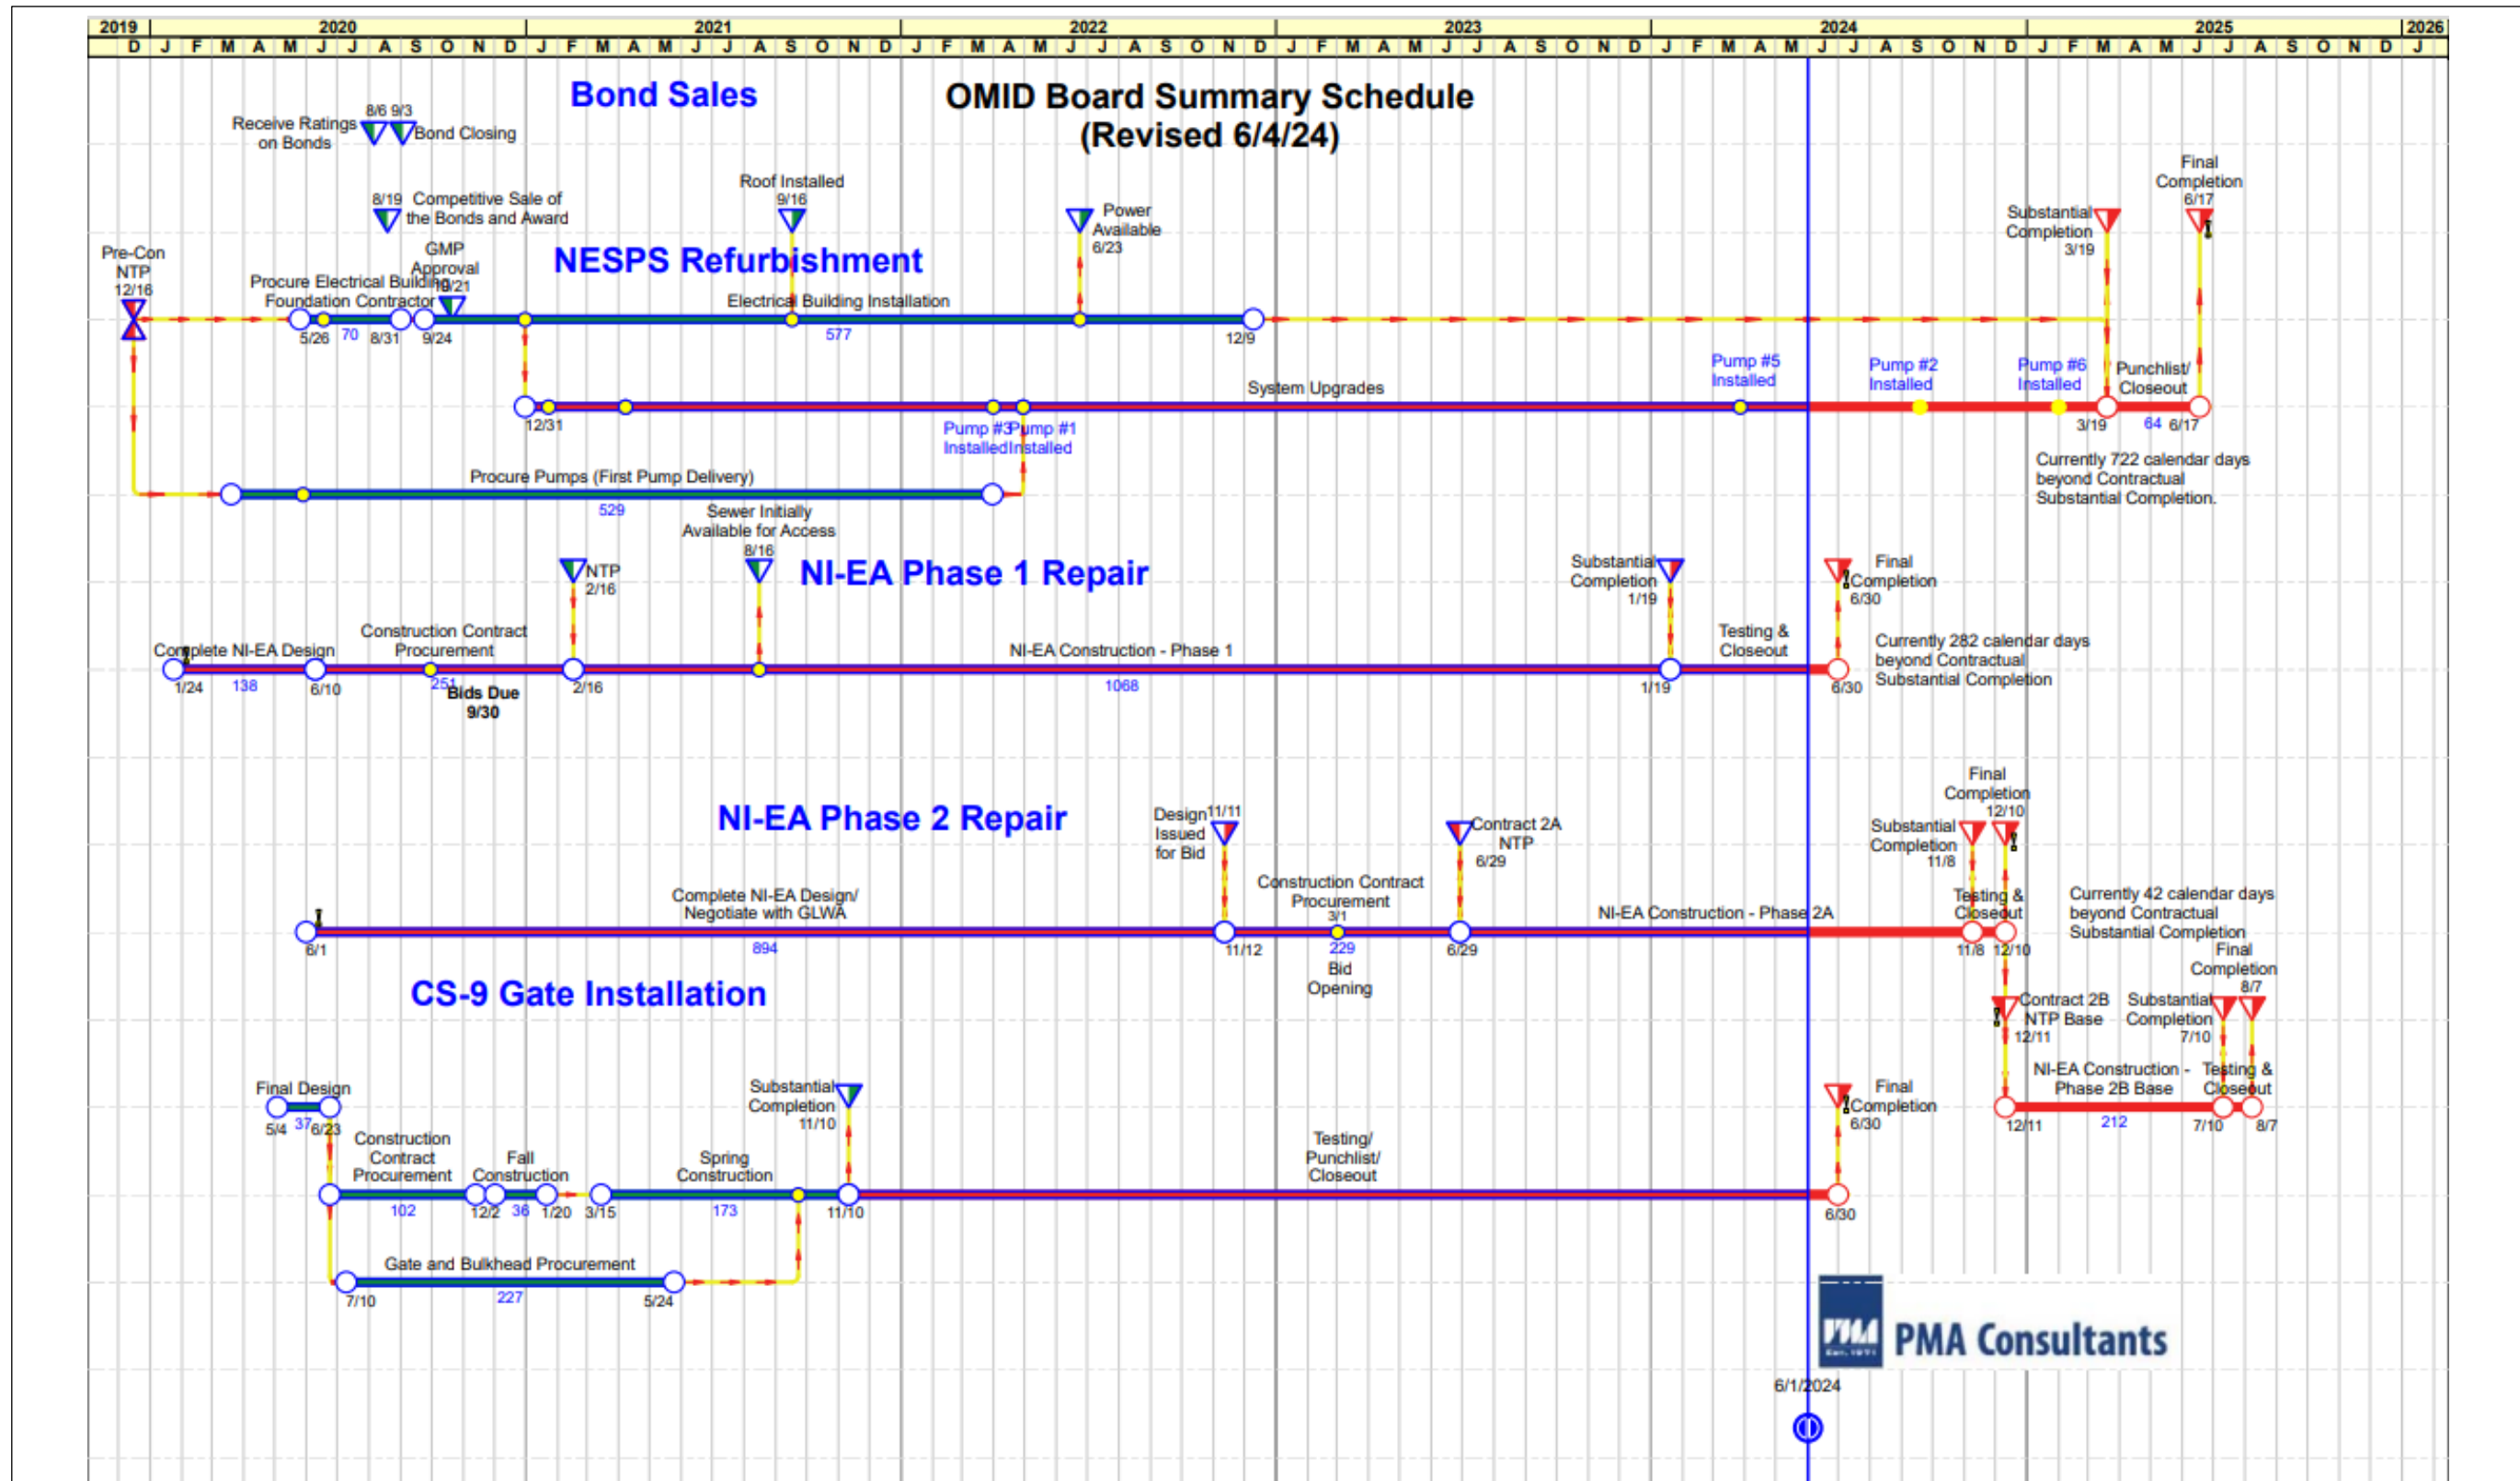 2019 2020 2021 2022 2023 2024 2025 2026
D J F M A M J J A S O N D J F M A M J J A S O N D J F M A M J J A S O N D J F M A M J J A S O N D J F M A M J J A S O N D J F M A M J J A S O N D J
Bond Sales
OMID Board Summary Schedule
(Revised 6/4/24)
8/6 9/3
Receive Ratings
on Bonds
Bond Closing
8/19
Competitive Sale of
the Bonds and Award
Roof Installed
9/16
Power
Available
6/23
Substantial
Completion
3/19
Final
Completion
6/17
Pre-Con
NTP
12/16
GMP
Approval
10/21
NESPS Refurbishment
Procure Electrical Building
Foundation Contractor
Electrical Building Installation
5/26 70 8/31 9/24 577 12/9
Pump #5
Installed
Pump #2
Installed
Pump #6
Installed
Punchlist/
Closeout
System Upgrades
12/31
Pump #3
Installed
Pump #1
Installed
3/19 64 6/17
Currently 722 calendar days
beyond Contractual
Substantial Completion.
Procure Pumps (First Pump Delivery)
529
Sewer Initially
Available for Access
8/16
NTP
2/16
NI-EA Phase 1 Repair
Substantial
Completion
1/19
Final
Completion
6/30
Complete NI-EA Design
Construction Contract
Procurement
NI-EA Construction - Phase 1
Testing &
Closeout
Currently 282 calendar days
beyond Contractual
Substantial Completion
1/24 138 6/10 251 2/16 1068 1/19 6/30
Bids Due
9/30
NI-EA Phase 2 Repair
Design
Issued
for Bid
11/11
Contract 2A
NTP
6/29
Substantial
Completion
11/8
Final
Completion
12/10
Complete NI-EA Design/
Negotiate with GLWA
Construction Contract
Procurement
3/1
NI-EA Construction - Phase 2A
Testing &
Closeout
Currently 42 calendar days
beyond Contractual
Substantial Completion
6/1 894 11/12 229 6/29 11/8 12/10
Bid
Opening
Contract 2B
NTP Base
12/11
Substantial
Completion
7/10
Final
Completion
8/7
NI-EA Construction -
Phase 2B Base
Testing &
Closeout
12/11 212 7/10 8/7
CS-9 Gate Installation
Final Design
5/4 37 6/23
Substantial
Completion
11/10
Final
Completion
6/30
Construction
Contract
Procurement
Fall
Construction
Spring
Construction
Testing/
Punchlist/
Closeout
102 12/2 36 1/20 3/15 173 11/10 6/30
Gate and Bulkhead Procurement
7/10 227 5/24
PMA
Est. 1971
PMA Consultants
6/1/2024